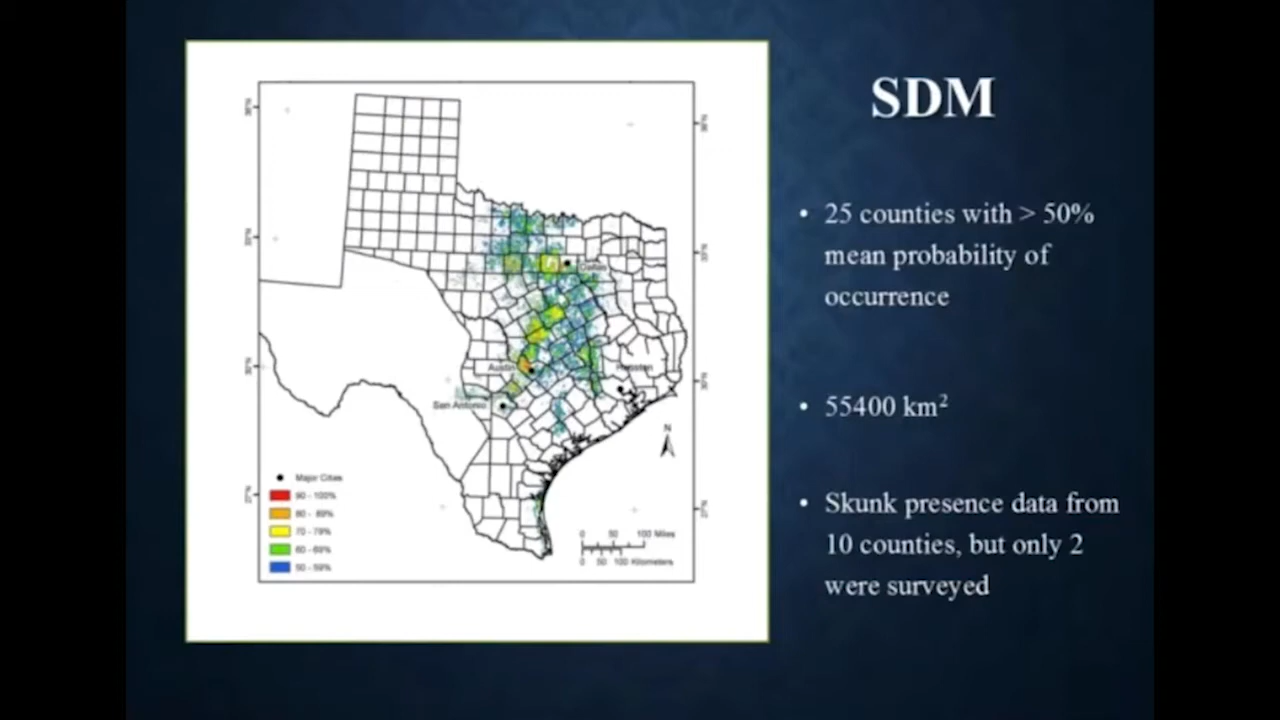 SDM
• 25 counties with > 50%
mean probability of
occurrence
• 55400 km²
• Skunk presence data from
10 counties, but only 2
were surveyed
Dallas
Austin
Houston
San Antonio
N
Major Cities
90 - 100%
80 - 89%
70 - 79%
60 - 69%
50 - 59%
0 50 100 Miles
0 50 100 Kilometers